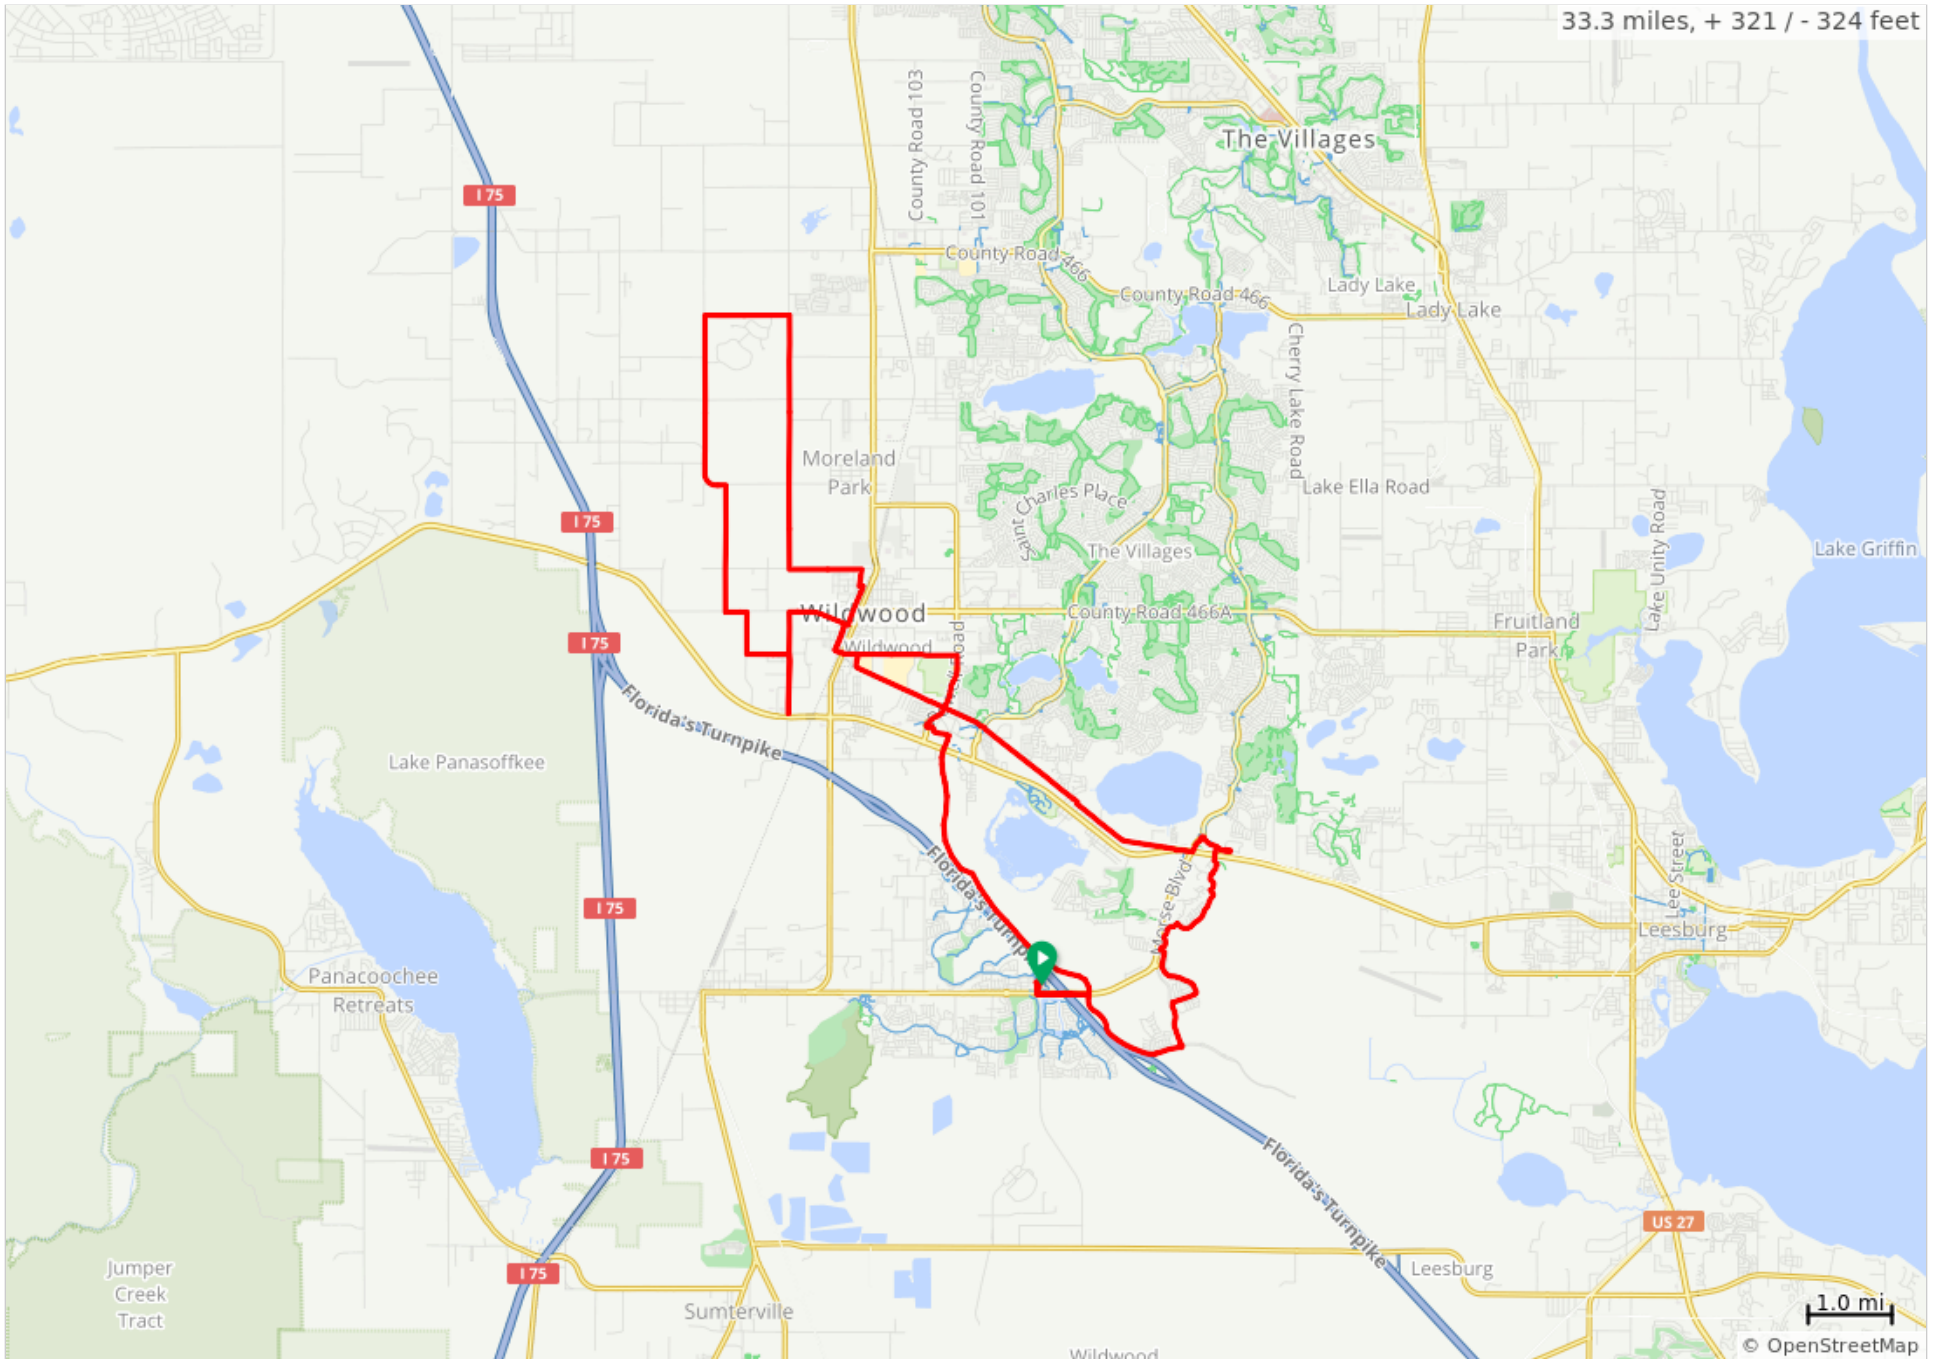 33.3 miles, + 321 / - 324 feet
County Road 103
County Road 101
The Villages
I 75
County Road 466
County Road 466
Lady Lake
Lady Lake
Cherry Lake Road
Moreland
Park
Lake Ella Road
Saint Charles Place
Lake Unity Road
I 75
The Villages
Lake Griffin
Wildwood
County Road 466A
Fruitland
Park
I 75
Wildwood
Road
Florida's Turnpike
Lake Panasoffkee
Florida's Turnpike
Morse Blvd
Lee Street
I 75
Leesburg
Panacoochee
Retreats
I 75
Florida's Turnpike
US 27
Jumper
Creek
Tract
I 75
Leesburg
Sumterville
1.0 mi
Wildwood
© OpenStreetMap